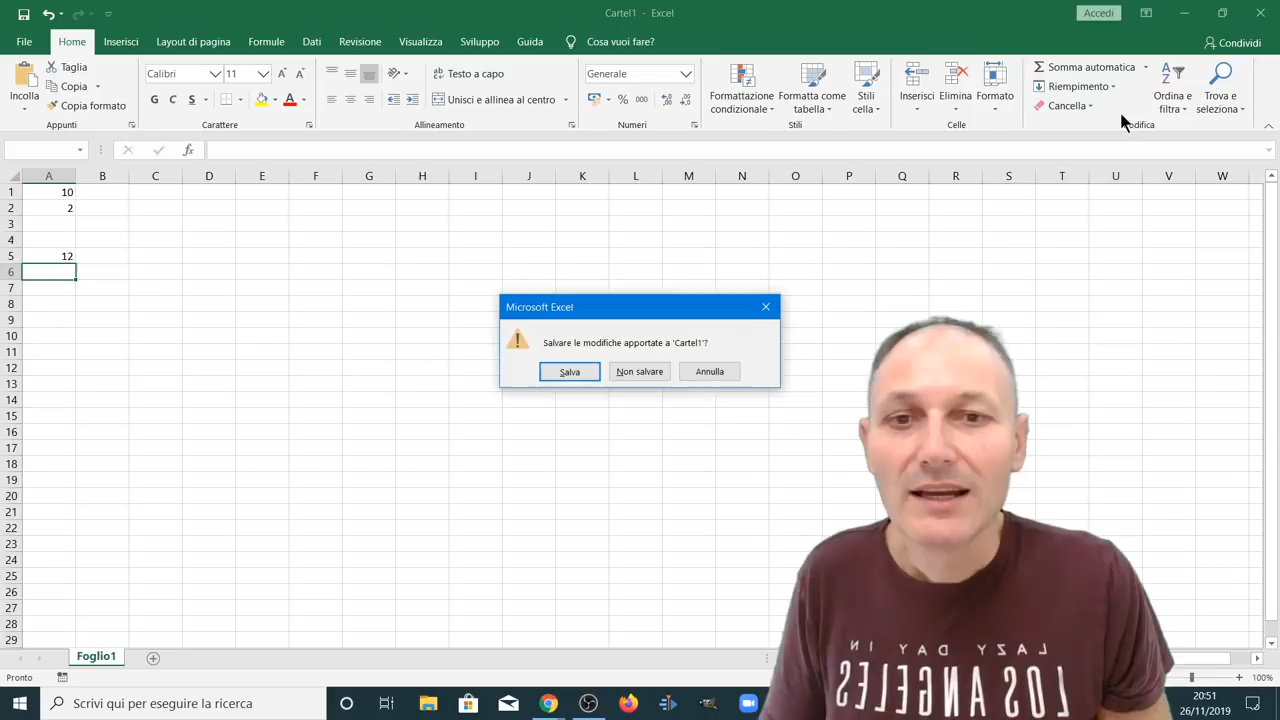 Cartel1 - Excel
Accedi
File Home Inserisci Layout di pagina Formule Dati Revisione Visualizza Sviluppo Guida Cosa vuoi fare? Condividi
Incolla
Taglia
Copia
Copia formato
Appunti
Calibri 11
G C S
Carattere
Testo a capo
Unisci e allinea al centro
Allineamento
Generale
% 000
Numeri
Formattazione condizionale
Formatta come tabella
Stili cella
Stili
Inserisci Elimina Formato
Celle
Somma automatica
Riempimento
Cancella
Ordina e filtra
Trova e seleziona
odifica
fx
A B C D E F G H I J K L M N O P Q R S T U V W
1 10
2 2
3
4
5 12
6
7
8
9
10
11
12
13
14
15
16
17
18
19
20
21
22
23
24
25
26
27
28
29
Microsoft Excel
Salvare le modifiche apportate a 'Cartel1'?
Salva Non salvare Annulla
LAZY DAY IN
LOS ANGELES
Foglio1
Pronto
100%
Scrivi qui per eseguire la ricerca
20:51
26/11/2019